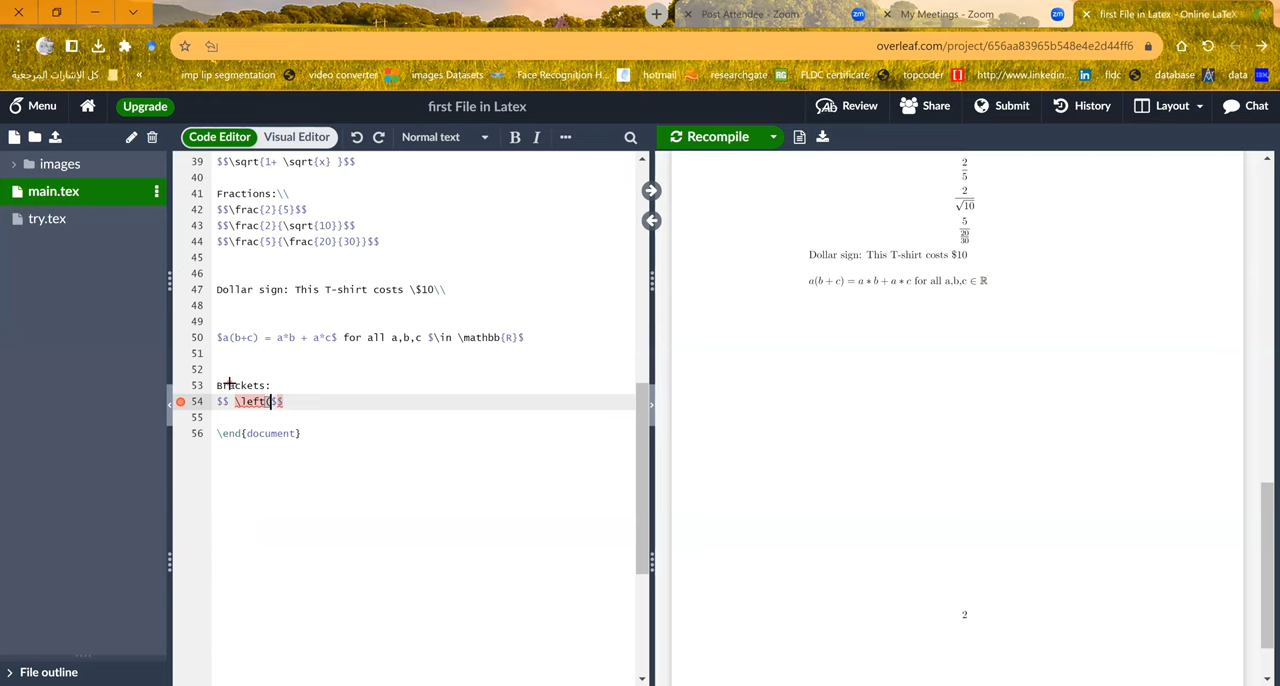 Post Attendee - Zoom
My Meetings - Zoom
first File in Latex - Online LaTeX
overleaf.com/project/656aa83965b548e4e2d44ff6
كل الإشارات المرجعية
«
imp lip segmentation
video converter
images Datasets
Face Recognition H...
hotmail
researchgate
FLDC certificate
topcoder
http://www.linkedin...
fldc
database
data
Menu
Upgrade
first File in Latex
Review
Share
Submit
History
Layout
Chat
Code Editor
Visual Editor
Normal text
B I
Recompile
images
main.tex
try.tex
39 $$\sqrt{1+ \sqrt{x} }$$
40
41 Fractions:\\
42 $$\frac{2}{5}$$
43 $$\frac{2}{\sqrt{10}}$$
44 $$\frac{5}{\frac{20}{30}}$$
45
46
47 Dollar sign: This T-shirt costs \$10\\
48
49
50 $a(b+c) = a*b + a*c$ for all a,b,c $\in \mathbb{R}$
51
52
53 Brackets:
54 $$ \left($$
55
56 \end{document}
2
5
2
√10
5
20
30
Dollar sign: This T-shirt costs $10
a(b + c) = a ∗ b + a ∗ c for all a,b,c ∈ ℝ
2
File outline